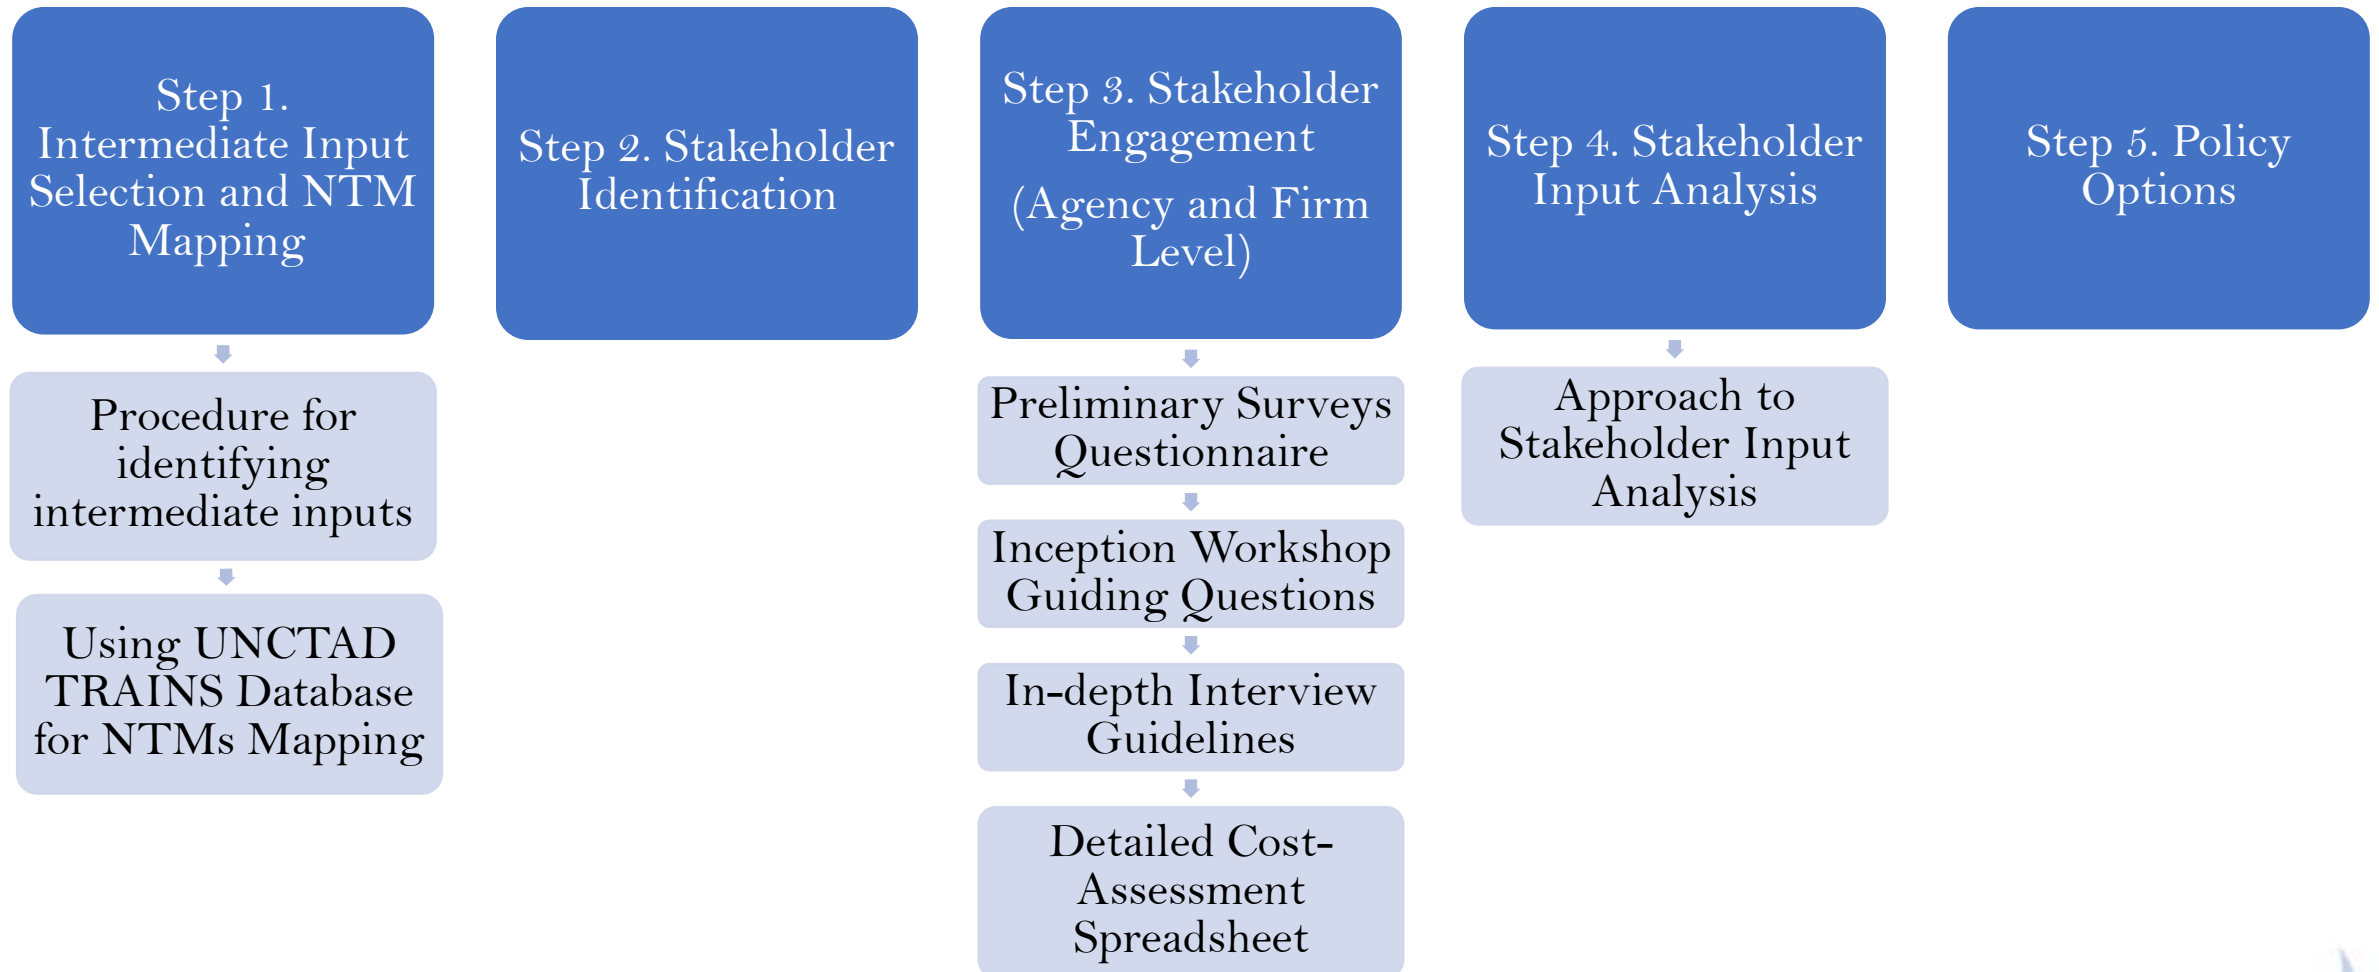 Step 1.
Intermediate Input
Selection and NTM
Mapping
Procedure for
identifying
intermediate inputs
Using UNCTAD
TRAINS Database
for NTMs Mapping
Step 2. Stakeholder
Identification
Step 3. Stakeholder
Engagement
(Agency and Firm
Level)
Preliminary Surveys
Questionnaire
Inception Workshop
Guiding Questions
In-depth Interview
Guidelines
Detailed Cost-
Assessment
Spreadsheet
Step 4. Stakeholder
Input Analysis
Approach to
Stakeholder Input
Analysis
Step 5. Policy
Options